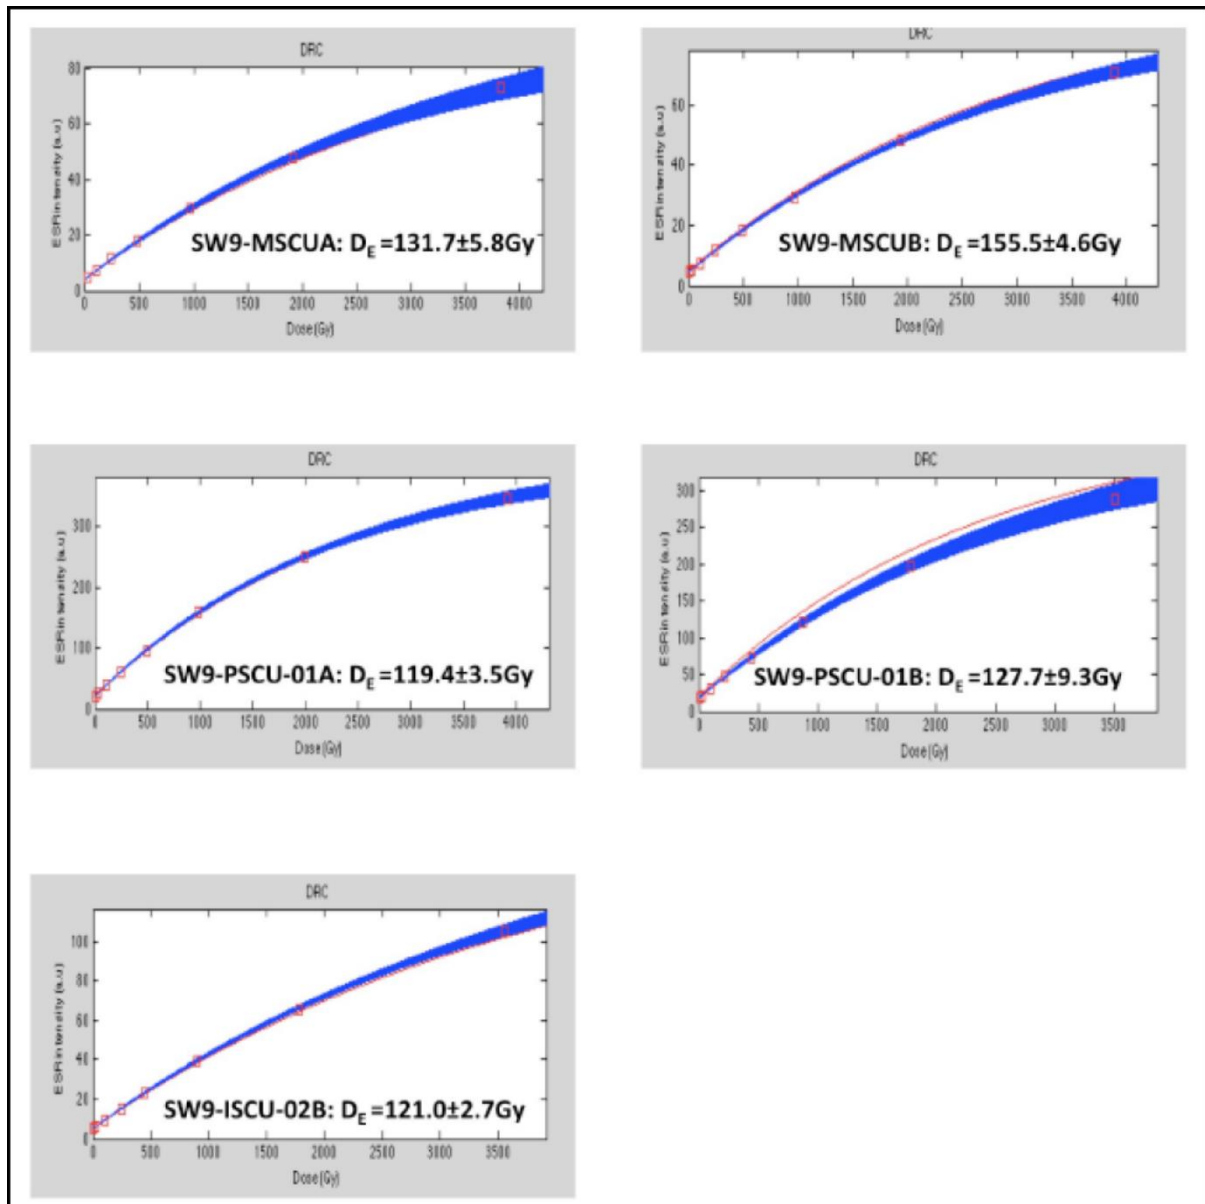 DRC
ESR intensity (a.u)
80
60
40
20
0
SW9-MSCUA: D_E =131.7±5.8Gy
0 500 1000 1500 2000 2500 3000 3500 4000
Dose(Gy)
DRC
ESR intensity (a.u)
60
40
20
0
SW9-MSCUB: D_E =155.5±4.6Gy
0 500 1000 1500 2000 2500 3000 3500 4000
Dose(Gy)
DRC
ESR intensity (a.u)
300
200
100
0
SW9-PSCU-01A: D_E =119.4±3.5Gy
0 500 1000 1500 2000 2500 3000 3500 4000
Dose(Gy)
DRC
ESR intensity (a.u)
300
250
200
150
100
50
0
SW9-PSCU-01B: D_E =127.7±9.3Gy
0 500 1000 1500 2000 2500 3000 3500
Dose(Gy)
DRC
ESR intensity (a.u)
100
80
60
40
20
0
SW9-ISCU-02B: D_E =121.0±2.7Gy
0 500 1000 1500 2000 2500 3000 3500
Dose(Gy)